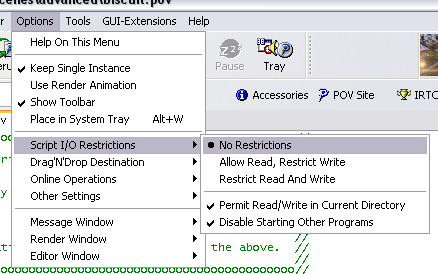 cenes\advanced\biscuit.pov
Options Tools GUI-Extensions Help
Help On This Menu
Keep Single Instance
Use Render Animation
Show Toolbar
Place in System Tray Alt+W
Script I/O Restrictions
Drag'N'Drop Destination
Online Operations
Other Settings
Message Window
Render Window
Editor Window
No Restrictions
Allow Read, Restrict Write
Restrict Read And Write
Permit Read/Write in Current Directory
Disable Starting Other Programs
Pause
Tray
Accessories
POV Site
IRTC
the above. //